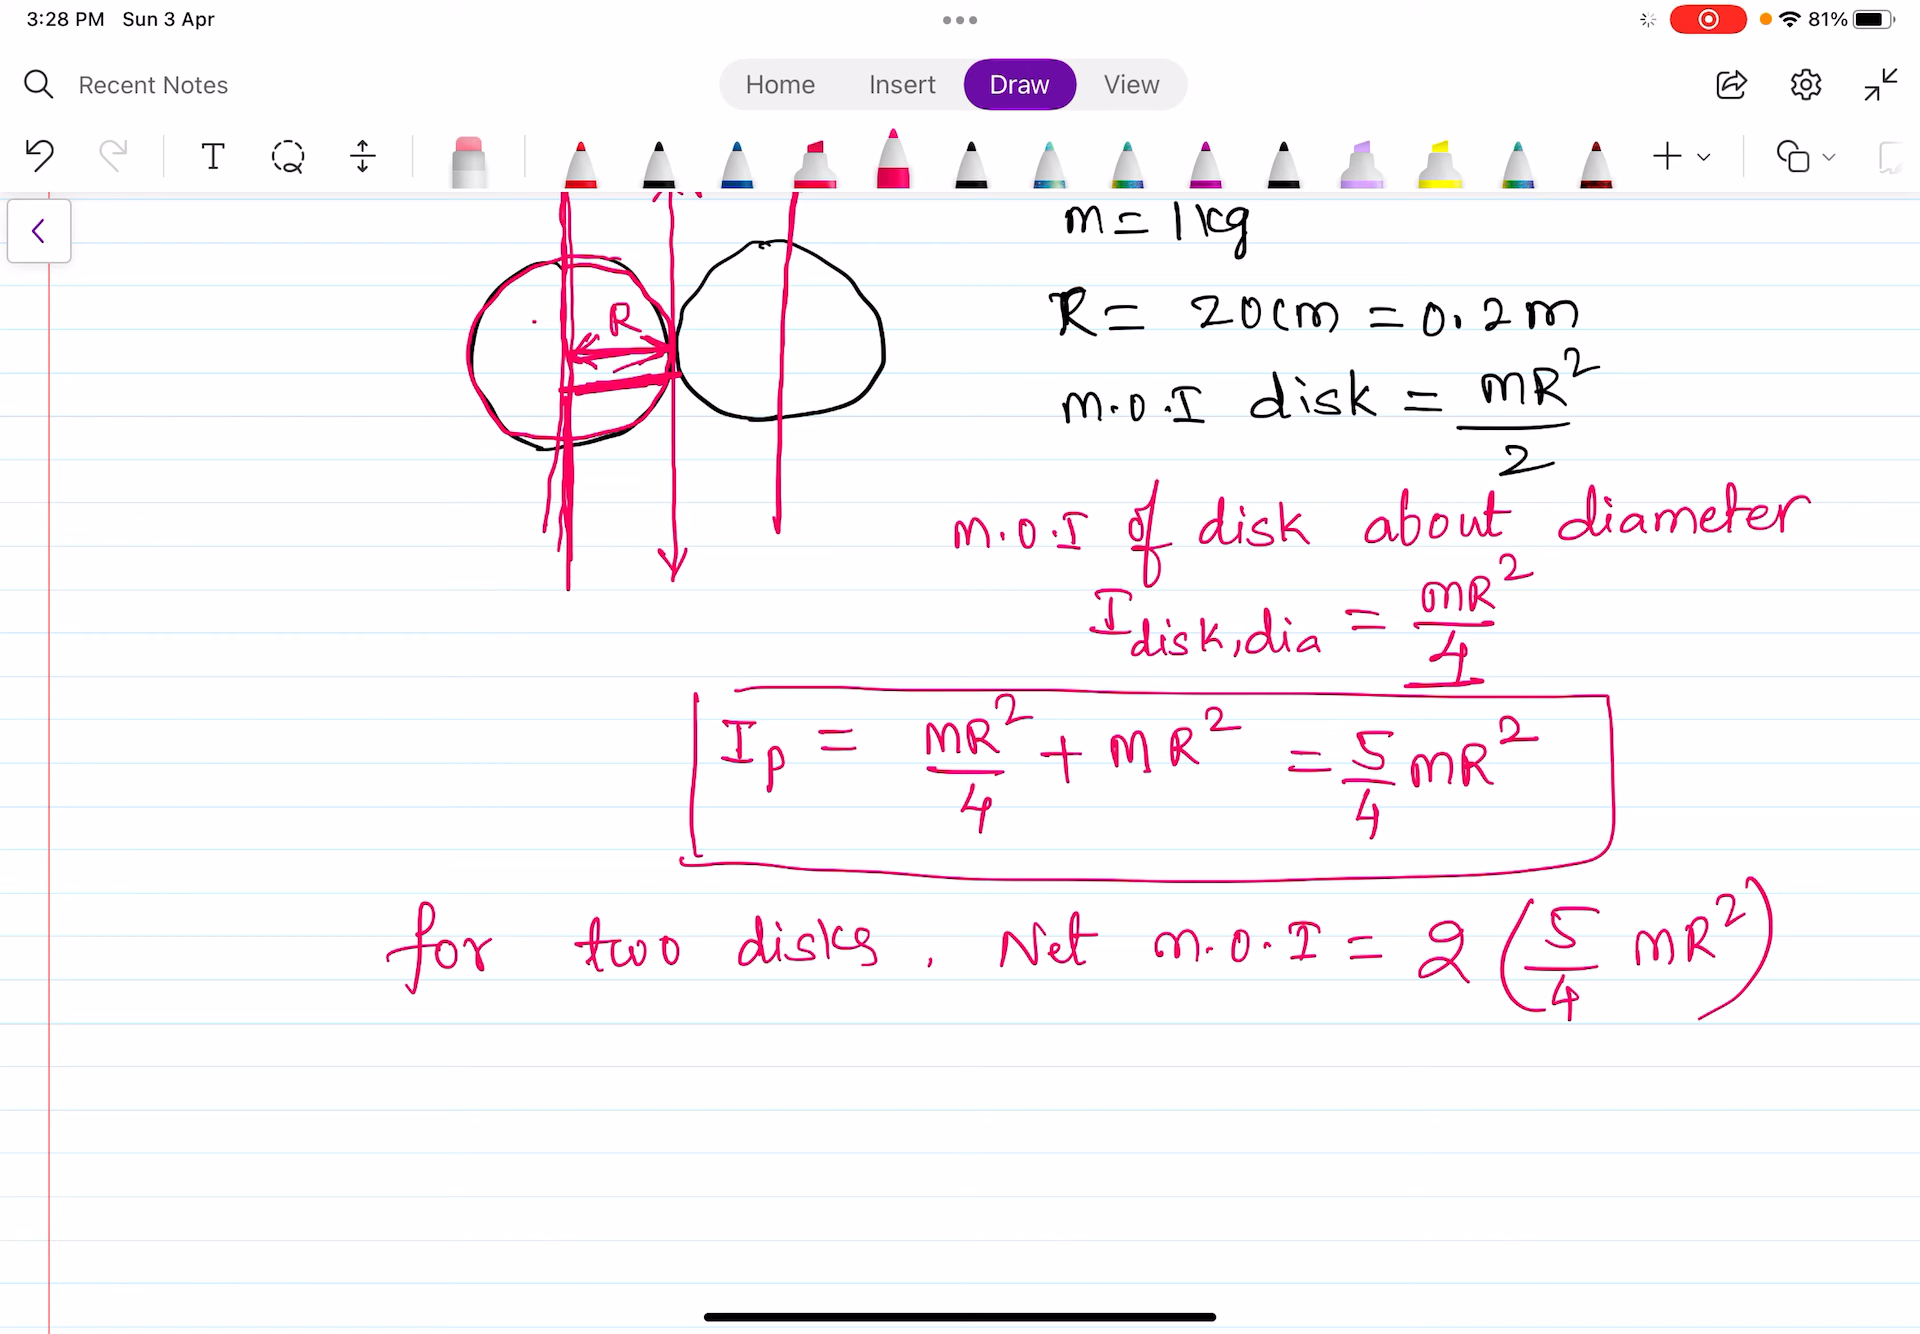 3:28 PM Sun 3 Apr 81%
Recent Notes Home Insert Draw View
T
m = 1 kg
R
R = 20cm = 0.2m
m.o.I disk = mR²/2
m.o.I of disk about diameter
I disk,dia = mR²/4
Ip = mR²/4 + mR² = 5/4 mR²
for two disks, Net m.o.I = 2 (5/4 mR²)